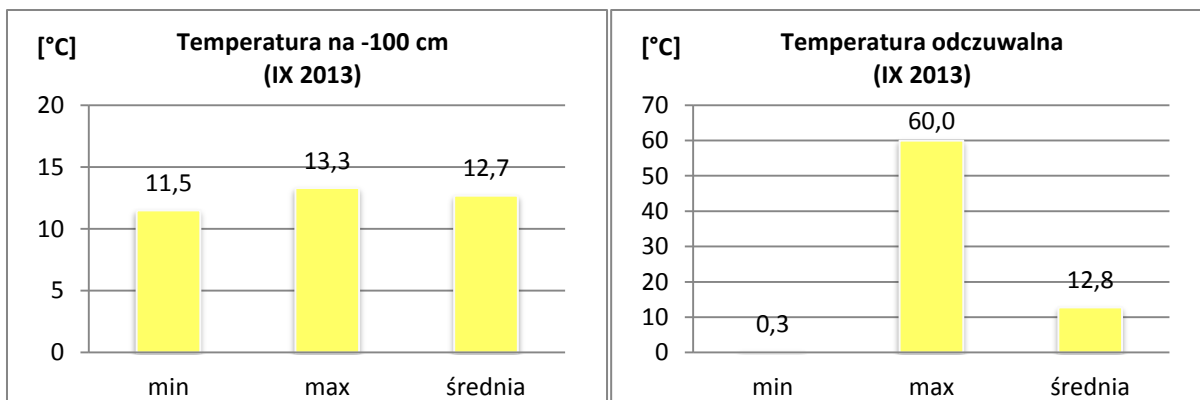 [°C]
Temperatura na -100 cm
(IX 2013)
20
15
10
5
0
11,5
13,3
12,7
min
max
średnia
[°C]
Temperatura odczuwalna
(IX 2013)
70
60
50
40
30
20
10
0
0,3
60,0
12,8
min
max
średnia